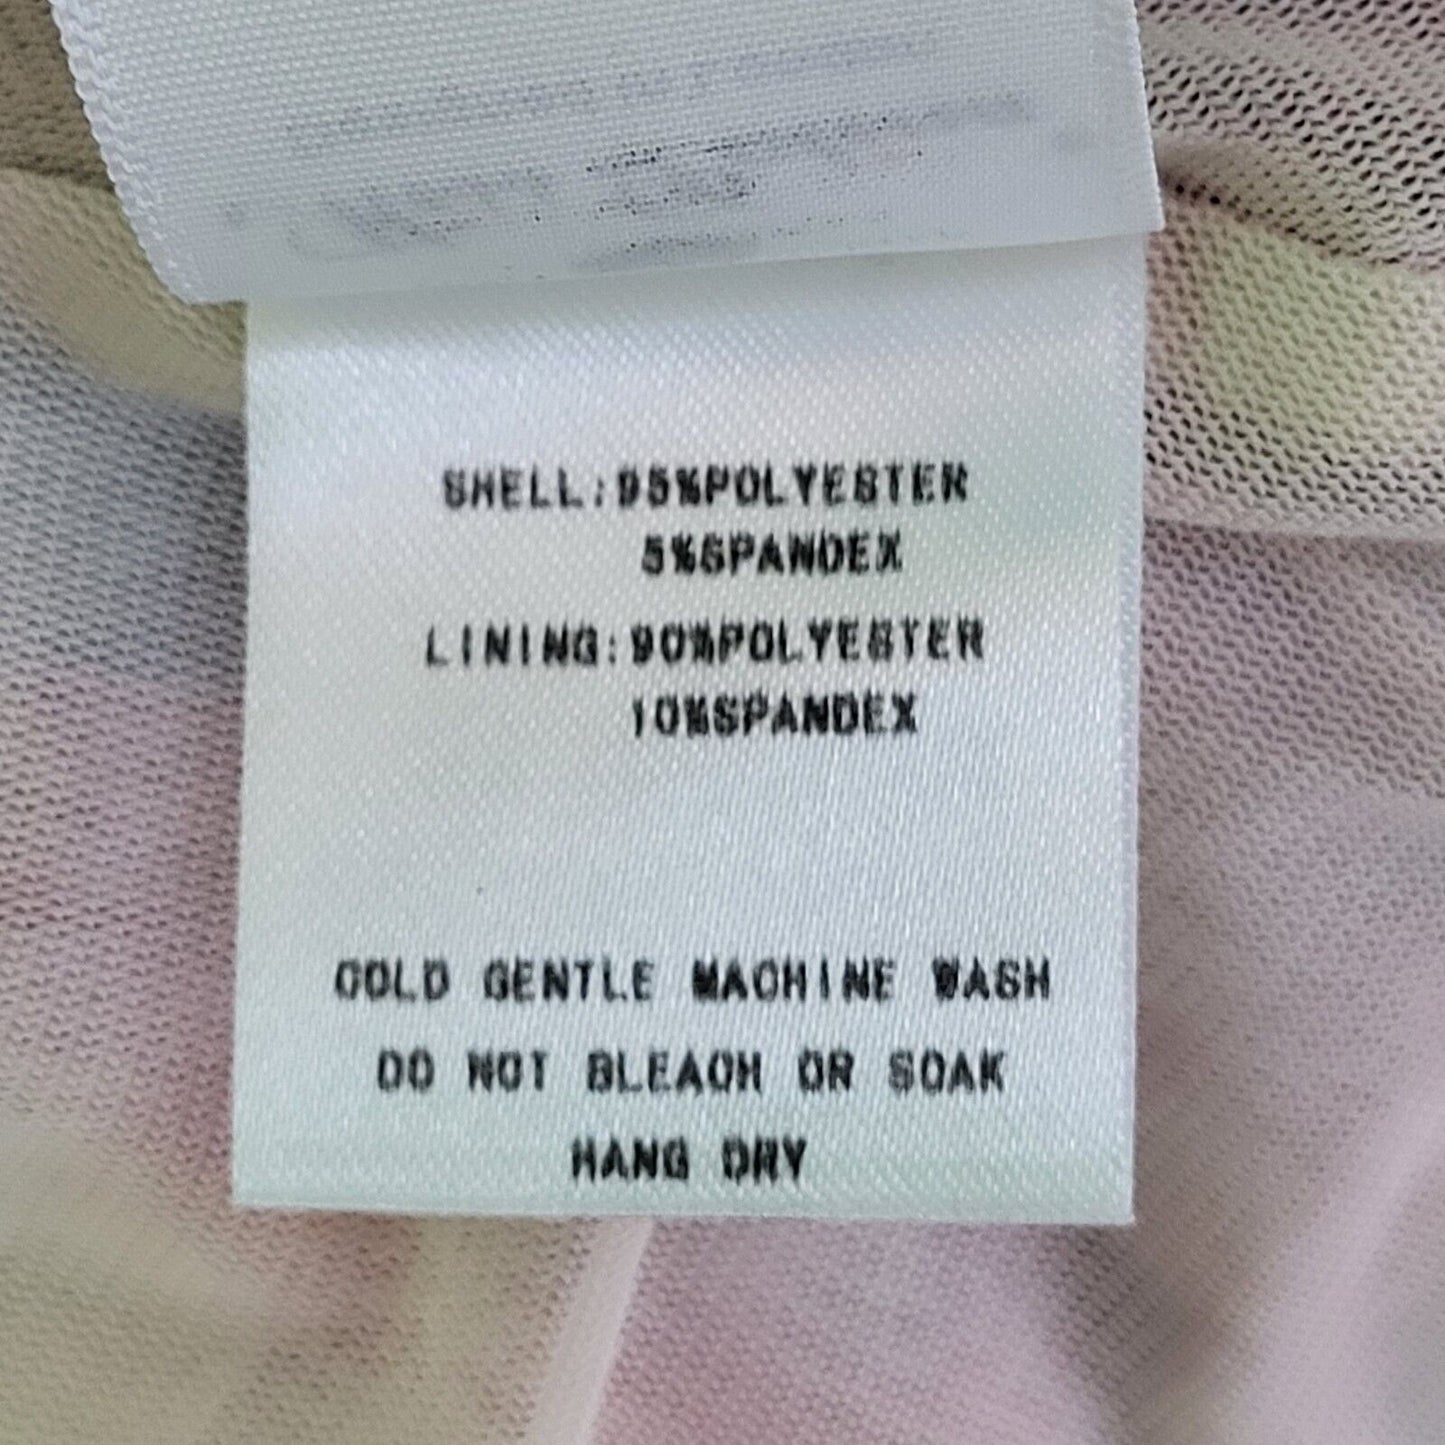 SHELL:95%POLYESTER
5%SPANDEX
LINING:90%POLYESTER
10%SPANDEX
COLD GENTLE MACHINE WASH
DO NOT BLEACH OR SOAK
HANG DRY